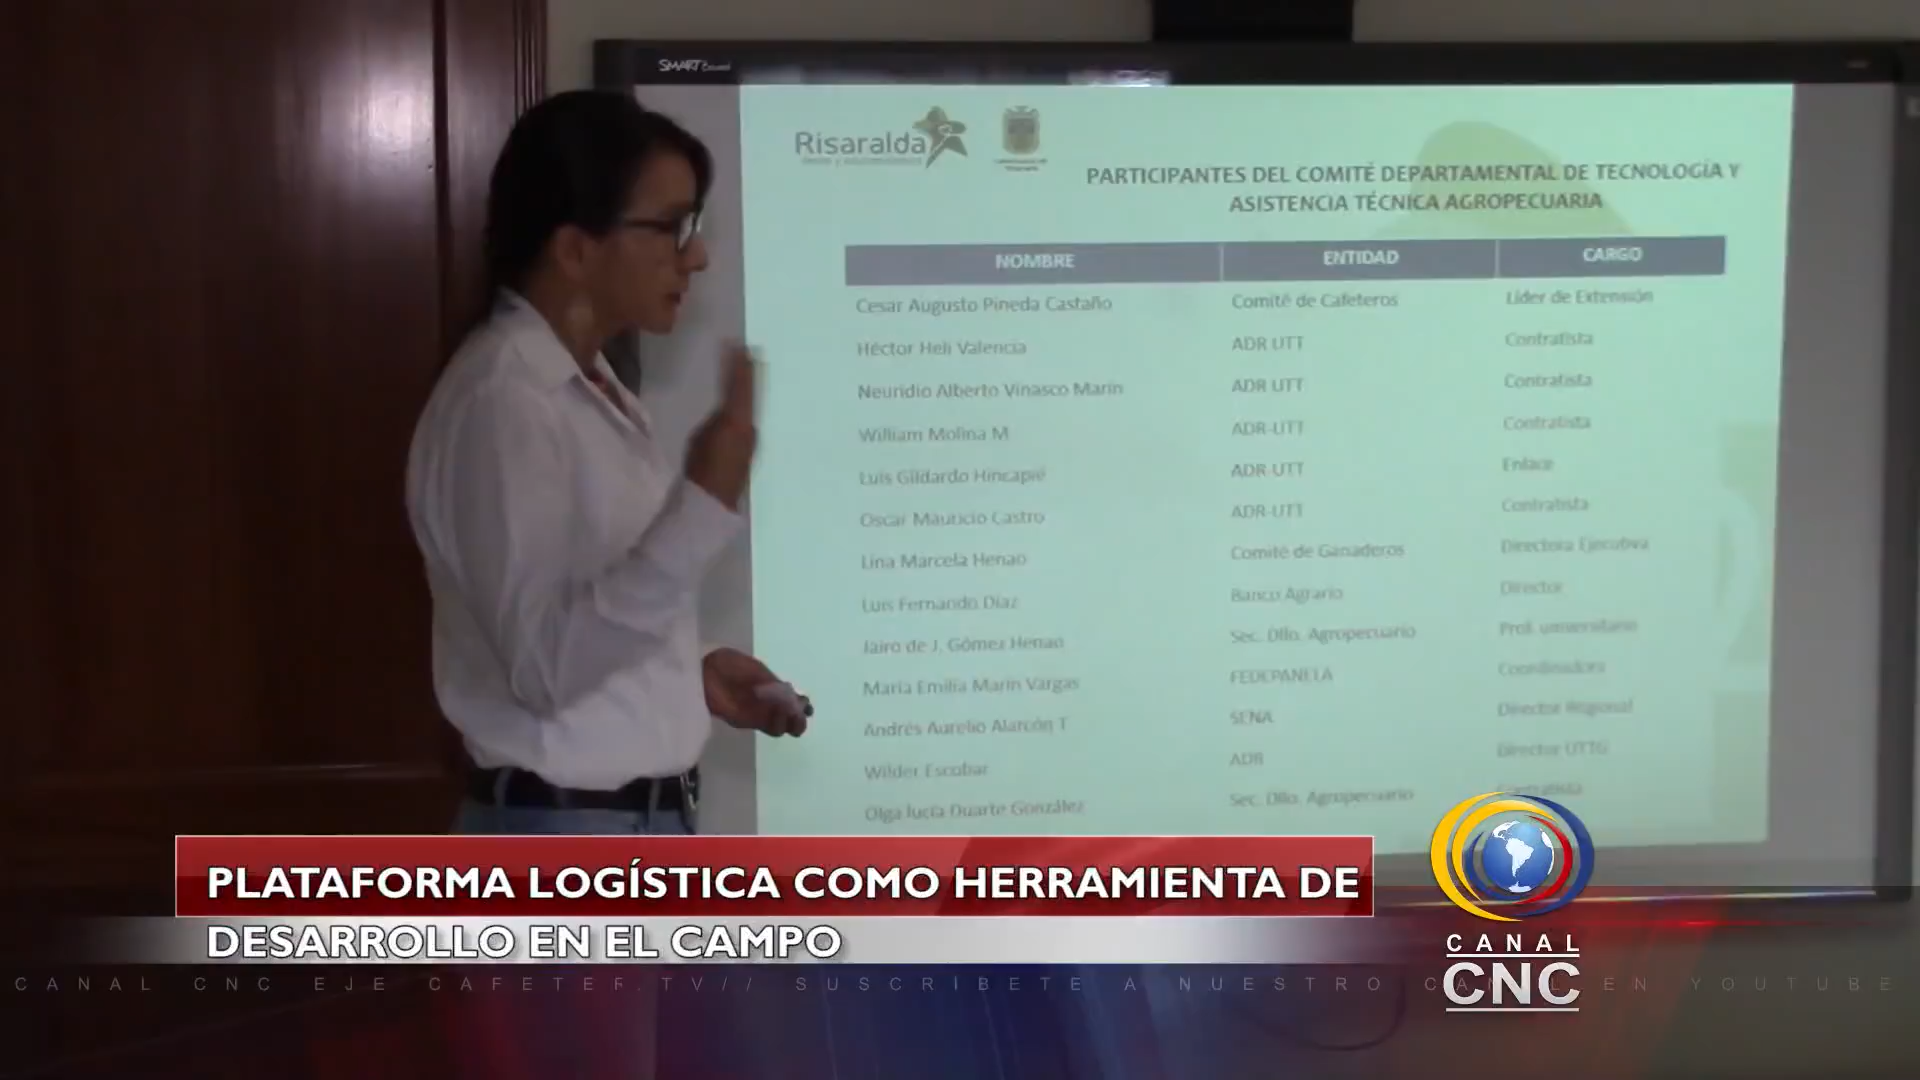 SMART Board
Risaralda
PARTICIPANTES DEL COMITÉ DEPARTAMENTAL DE TECNOLOGÍA Y
ASISTENCIA TÉCNICA AGROPECUARIA
NOMBRE ENTIDAD CARGO
Cesar Augusto Pineda Castaño Comité de Cafeteros Líder de Extensión
Héctor Heli Valencia ADR UTT Contratista
Neuridio Alberto Vinasco Marín ADR UTT Contratista
William Molina M ADR-UTT Contratista
Luis Gildardo Hincapié ADR UTT Enlace
Oscar Mauricio Castro ADR-UTT Contratista
Lina Marcela Henao Comité de Ganaderos Directora Ejecutiva
Luis Fernando Díaz Banco Agrario Director
Jairo de J. Gómez Henao Sec. Dllo. Agropecuario Prof. universitario
María Emilia Marín Vargas FEDEPANELA Coordinadora
Andrés Aurelio Alarcón T SENA Director Regional
Wilder Escobar ADR Director UTTG
Olga lucía Duarte González Sec. Dllo. Agropecuario
PLATAFORMA LOGÍSTICA COMO HERRAMIENTA DE
DESARROLLO EN EL CAMPO
CANAL
CNC
CANAL CNC EJE CAFETEF.TV// SUSCRIBETE A NUESTRO CANAL EN YOUTUBE